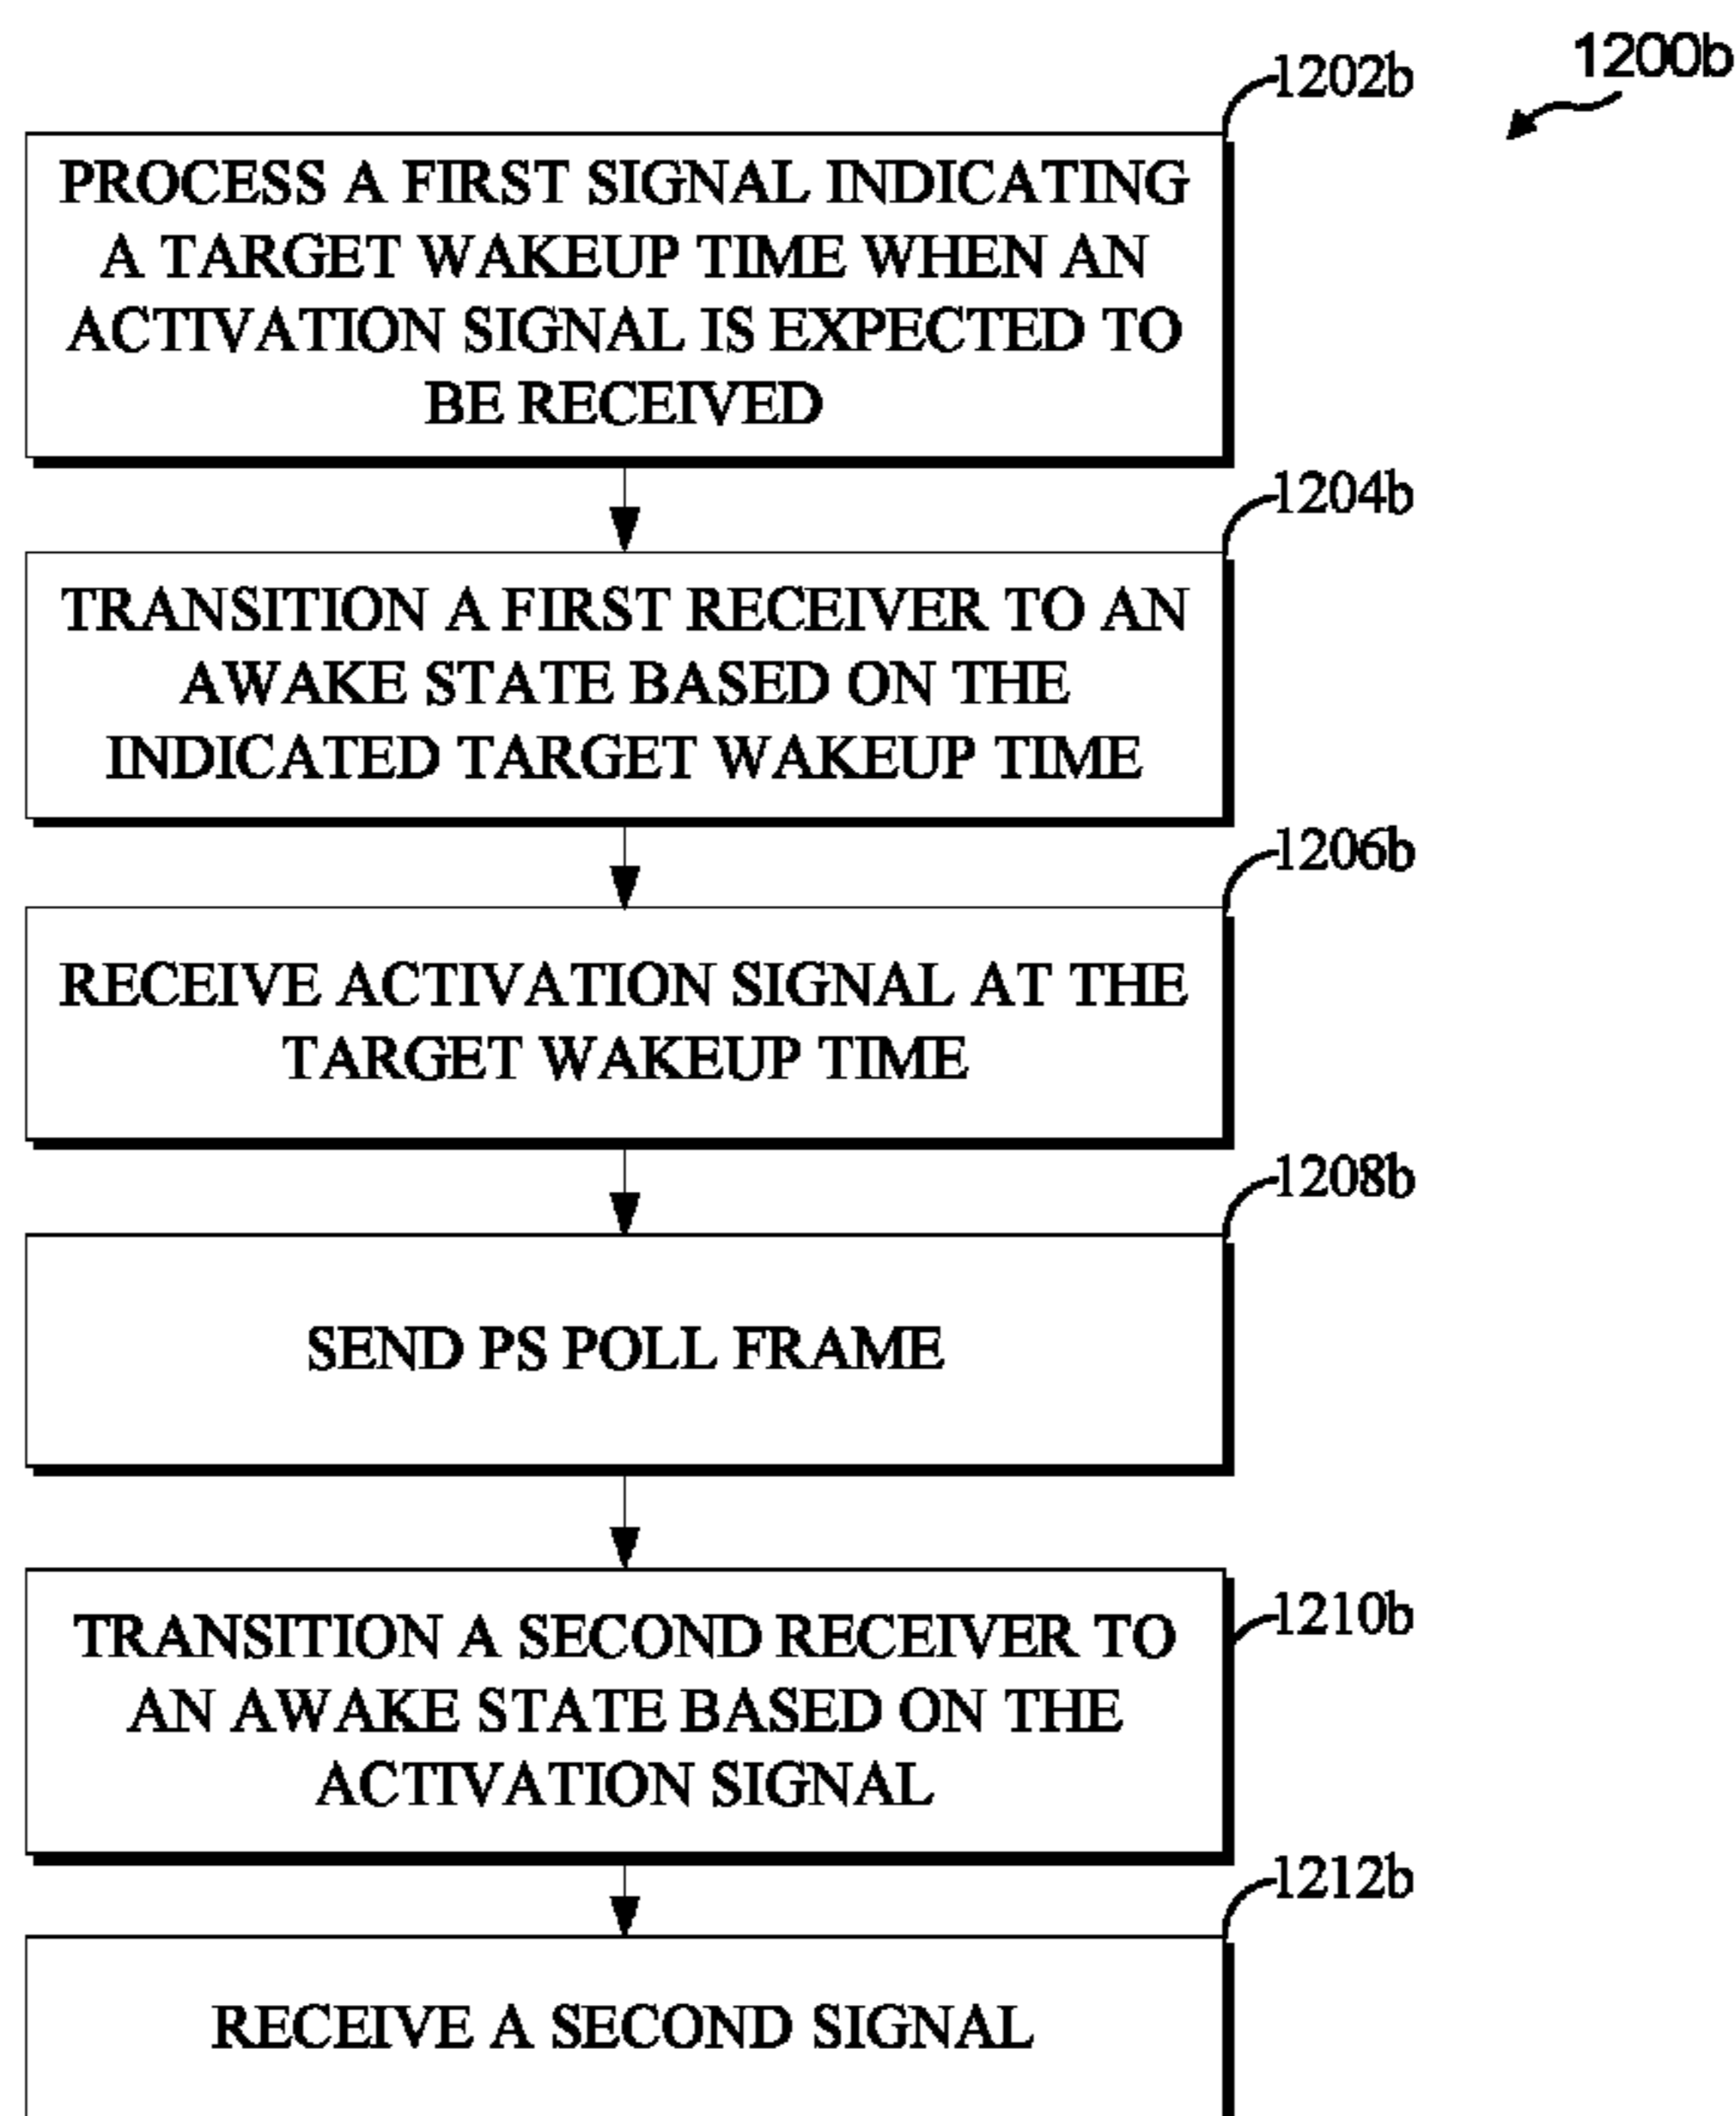 1200b
1202b
PROCESS A FIRST SIGNAL INDICATING
A TARGET WAKEUP TIME WHEN AN
ACTIVATION SIGNAL IS EXPECTED TO
BE RECEIVED
1204b
TRANSITION A FIRST RECEIVER TO AN
AWAKE STATE BASED ON THE
INDICATED TARGET WAKEUP TIME
1206b
RECEIVE ACTIVATION SIGNAL AT THE
TARGET WAKEUP TIME
1208b
SEND PS POLL FRAME
1210b
TRANSITION A SECOND RECEIVER TO
AN AWAKE STATE BASED ON THE
ACTIVATION SIGNAL
1212b
RECEIVE A SECOND SIGNAL